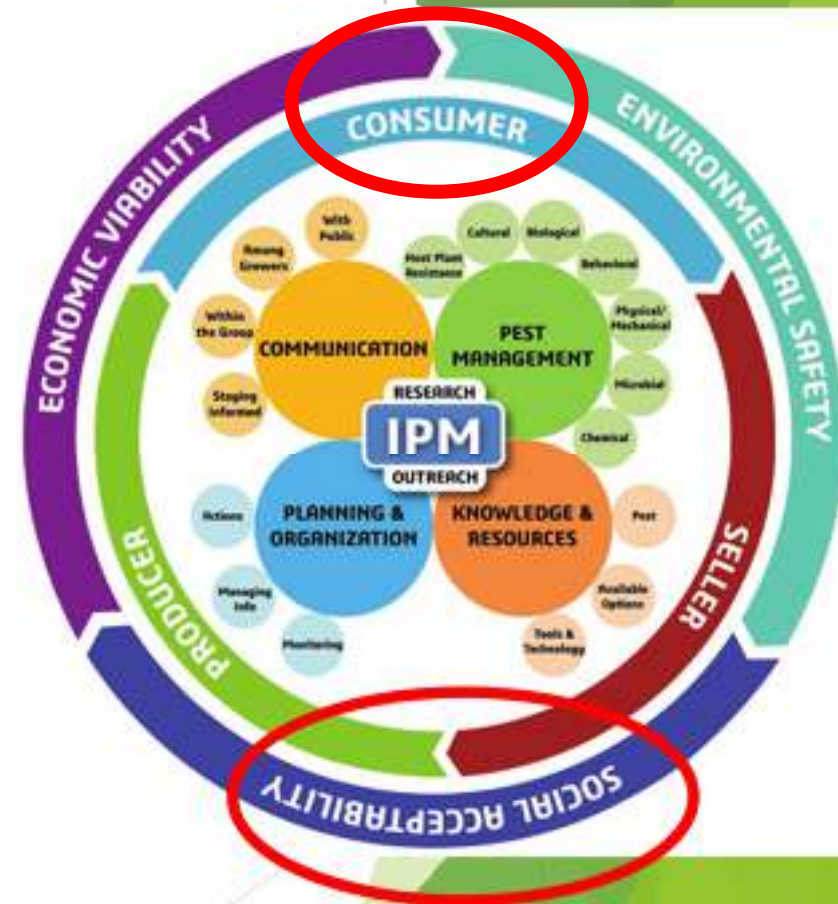 ECONOMIC VIABILITY
ENVIRONMENTAL SAFETY
SOCIAL ACCEPTABILITY
CONSUMER
SELLER
PRODUCER
COMMUNICATION
With
Public
Among
Growers
Within
the Group
Staying
Informed
PEST
MANAGEMENT
Host Plant
Resistance
Cultural
Biological
Behavioral
Physical/
Mechanical
Microbial
Chemical
RESEARCH
IPM
OUTREACH
PLANNING &
ORGANIZATION
Actions
Managing
Info
Monitoring
KNOWLEDGE &
RESOURCES
Pest
Available
Options
Tools &
Technology